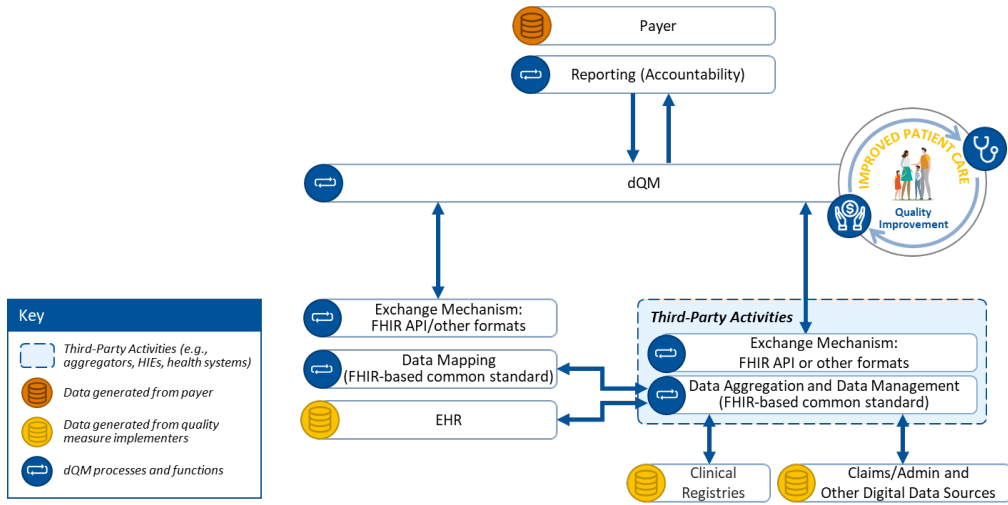 Payer
Reporting (Accountability)
dQM
IMPROVED PATIENT CARE
Quality
Improvement
Exchange Mechanism:
FHIR API/other formats
Data Mapping
(FHIR-based common standard)
EHR
Third-Party Activities
Exchange Mechanism:
FHIR API or other formats
Data Aggregation and Data Management
(FHIR-based common standard)
Clinical
Registries
Claims/Admin and
Other Digital Data Sources
Key
Third-Party Activities (e.g.,
aggregators, HIEs, health systems)
Data generated from payer
Data generated from quality
measure implementers
dQM processes and functions